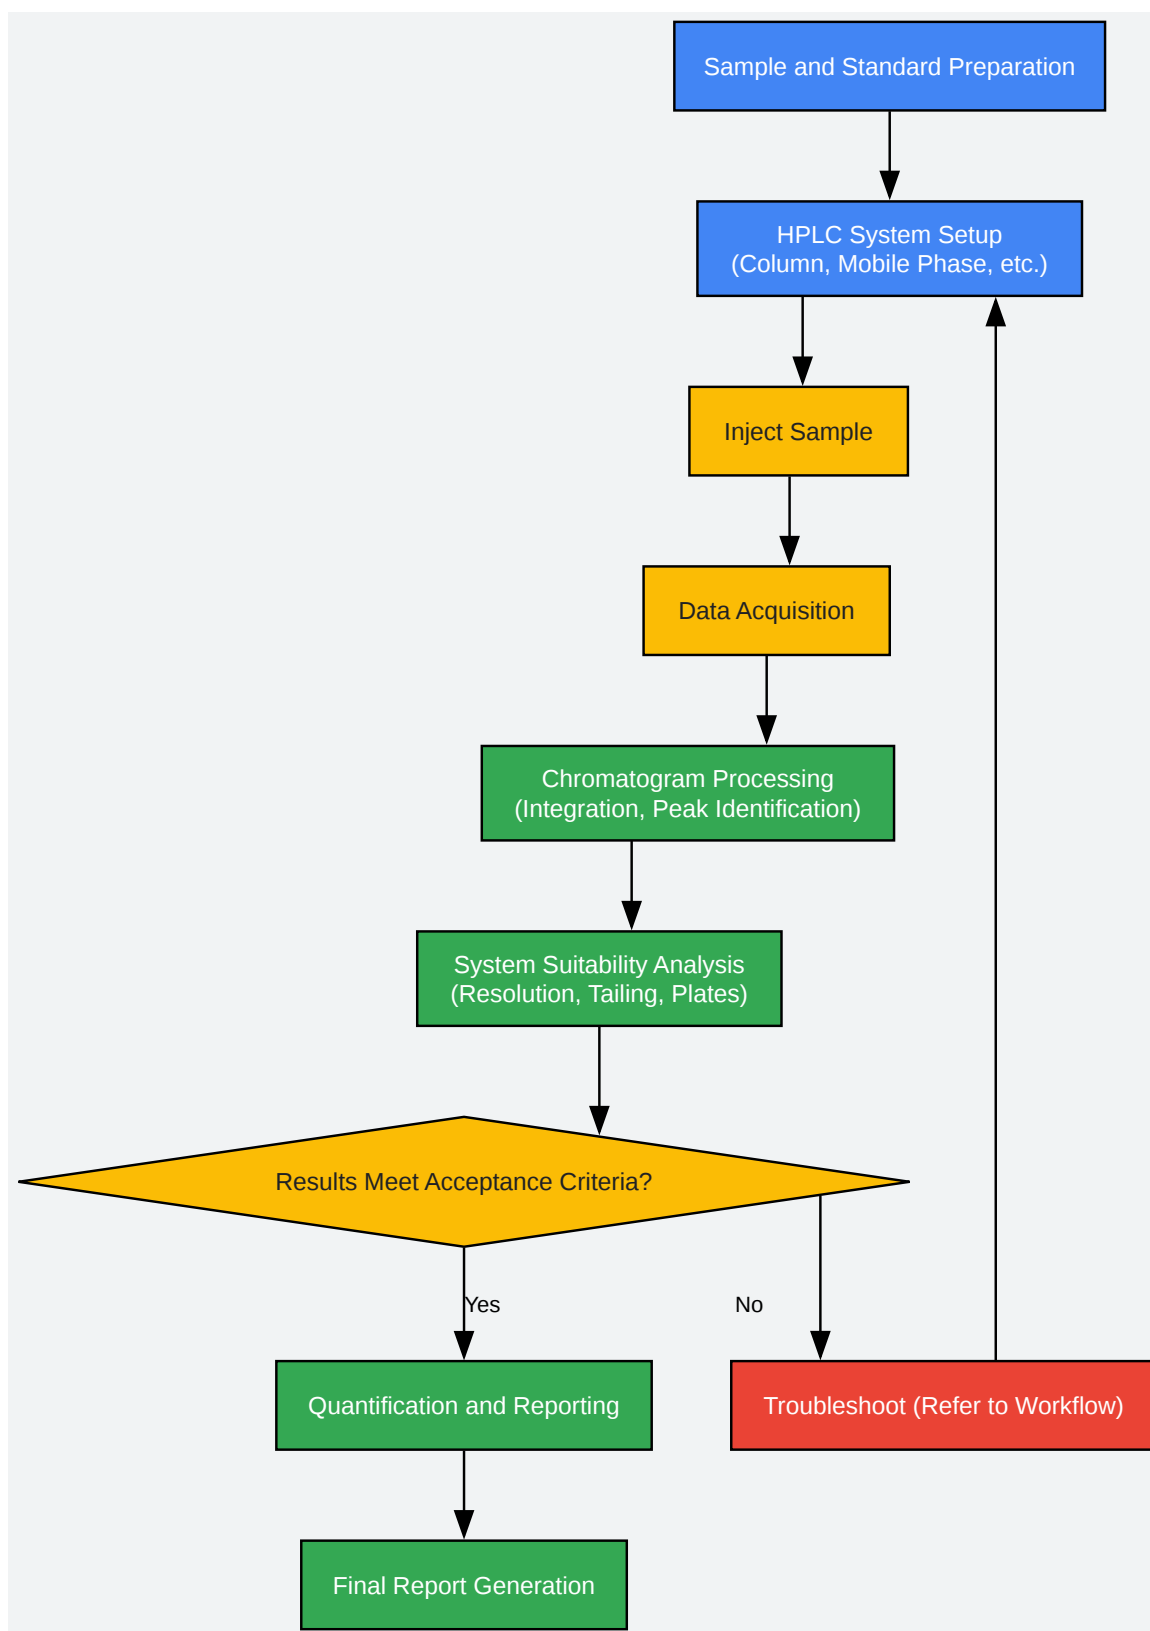 Sample and Standard Preparation
HPLC System Setup
(Column, Mobile Phase, etc.)
Inject Sample
Data Acquisition
Chromatogram Processing
(Integration, Peak Identification)
System Suitability Analysis
(Resolution, Tailing, Plates)
Results Meet Acceptance Criteria?
Yes
No
Quantification and Reporting
Troubleshoot (Refer to Workflow)
Final Report Generation